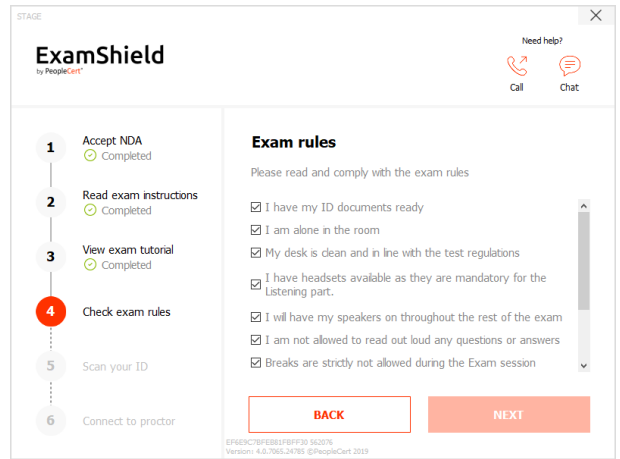 STAGE
Need help?
ExamShield
by PeopleCert
Call
Chat
1
Accept NDA
Completed
2
Read exam instructions
Completed
3
View exam tutorial
Completed
4
Check exam rules
5
Scan your ID
6
Connect to proctor
Exam rules
Please read and comply with the exam rules
I have my ID documents ready
I am alone in the room
My desk is clean and in line with the test regulations
I have headsets available as they are mandatory for the
Listening part.
I will have my speakers on throughout the rest of the exam
I am not allowed to read out loud any questions or answers
Breaks are strictly not allowed during the Exam session
BACK
NEXT
EF6E9C7BFEB81FBFF30 562076
Version: 4.0.7065.24785 ©PeopleCert 2019